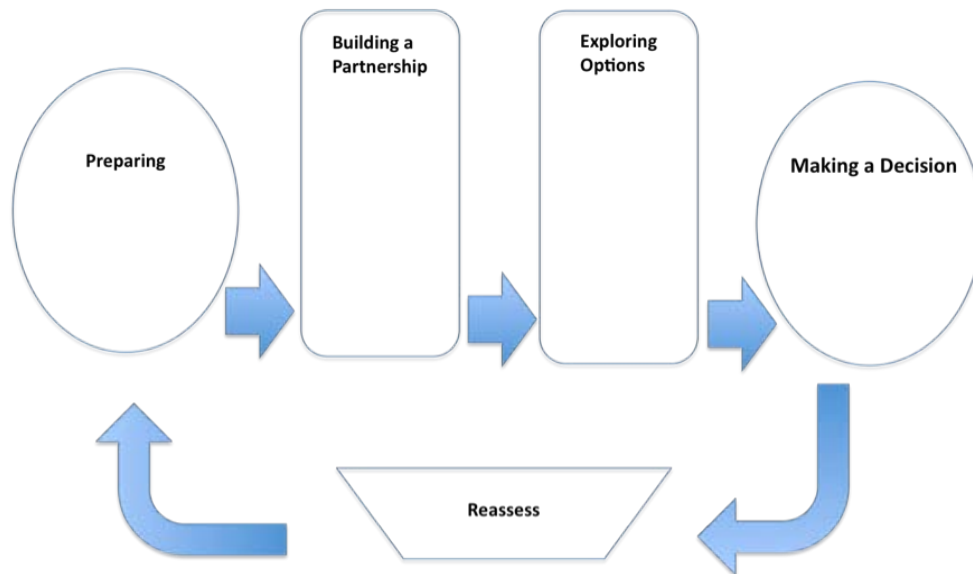 Preparing
Building a
Partnership
Exploring
Options
Making a Decision
Reassess